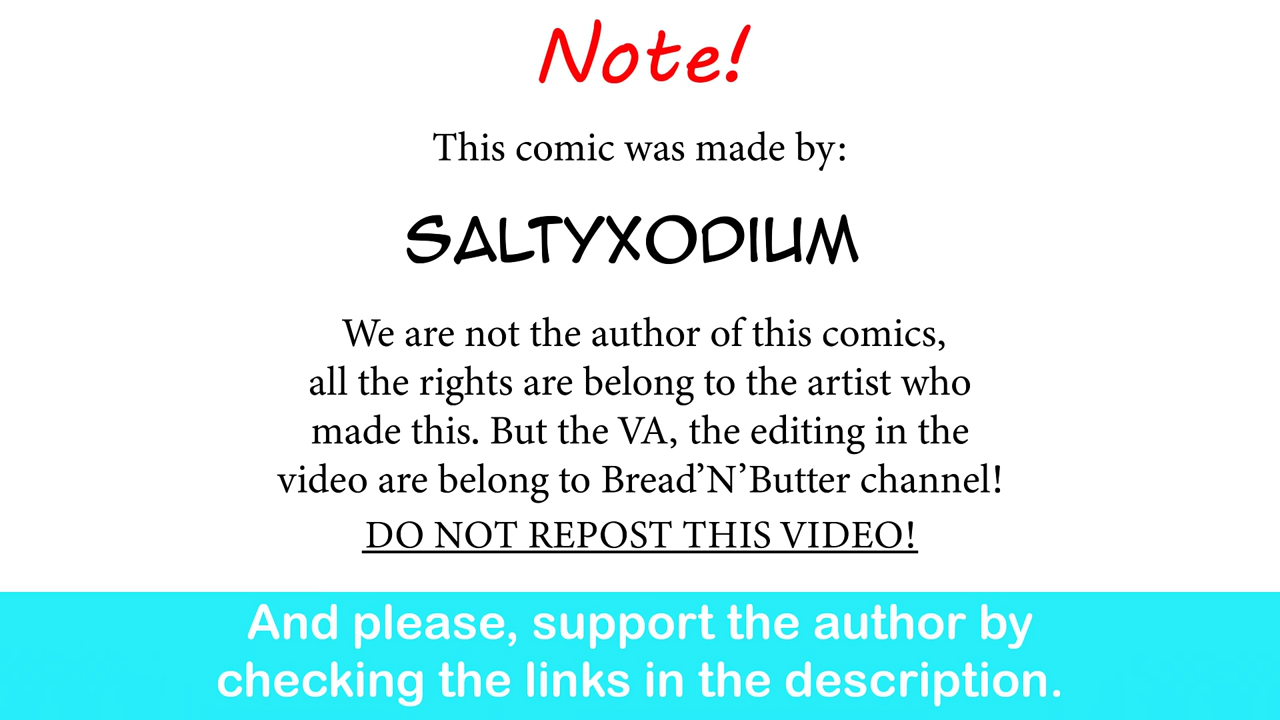 Note!
This comic was made by:
SALTYXODIUM
We are not the author of this comics,
all the rights are belong to the artist who
made this. But the VA, the editing in the
video are belong to Bread’N’Butter channel!
DO NOT REPOST THIS VIDEO!
And please, support the author by
checking the links in the description.